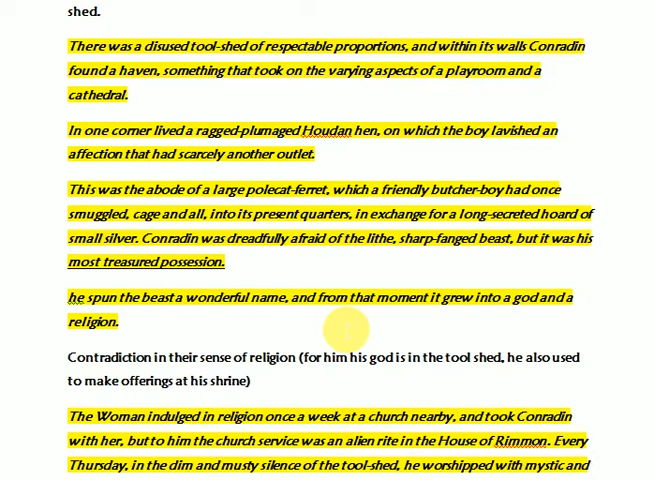 shed.
There was a disused tool-shed of respectable proportions, and within its walls Conradin
found a haven, something that took on the varying aspects of a playroom and a
cathedral.
In one corner lived a ragged-plumaged Houdan hen, on which the boy lavished an
affection that had scarcely another outlet.
This was the abode of a large polecat-ferret, which a friendly butcher-boy had once
smuggled, cage and all, into its present quarters, in exchange for a long-secreted hoard of
small silver. Conradin was dreadfully afraid of the lithe, sharp-fanged beast, but it was his
most treasured possession.
he spun the beast a wonderful name, and from that moment it grew into a god and a
religion.
Contradiction in their sense of religion (for him his god is in the tool shed, he also used
to make offerings at his shrine)
The Woman indulged in religion once a week at a church nearby, and took Conradin
with her, but to him the church service was an alien rite in the House of Rimmon. Every
Thursday, in the dim and musty silence of the tool-shed, he worshipped with mystic and